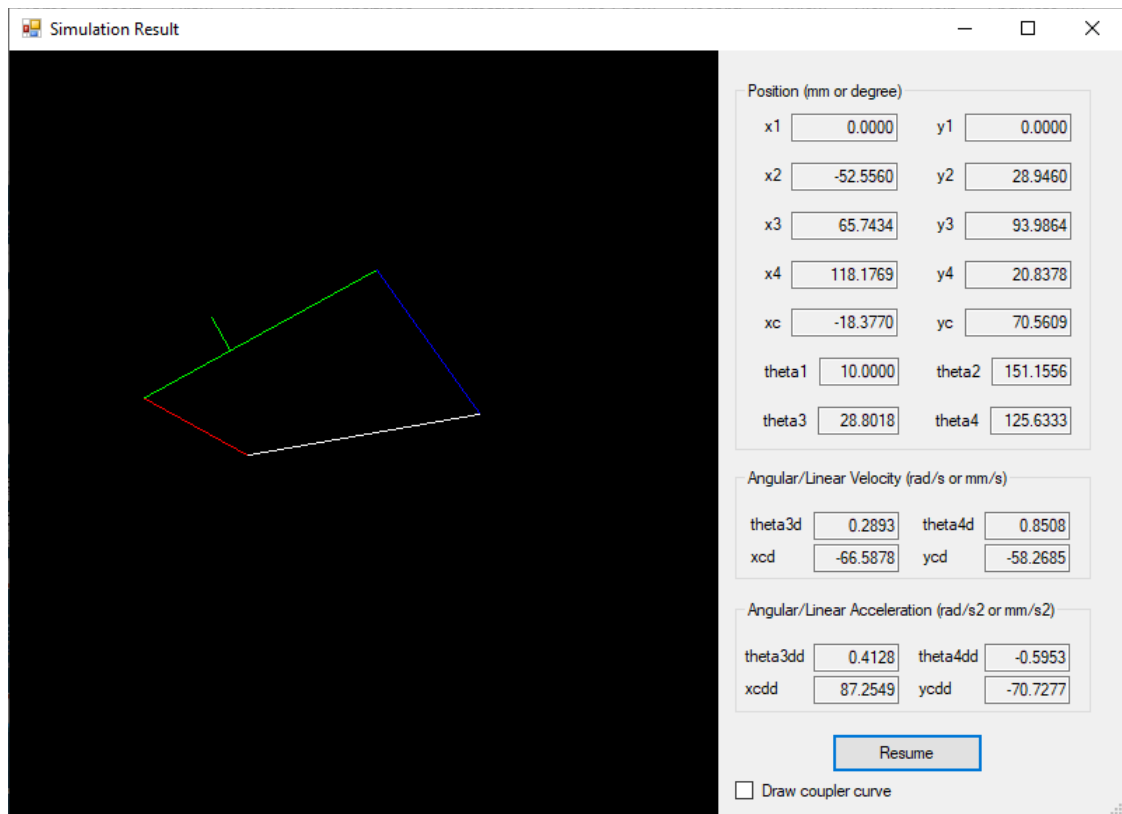 Simulation Result
Position (mm or degree)
x1 0.0000 y1 0.0000
x2 -52.5560 y2 28.9460
x3 65.7434 y3 93.9864
x4 118.1769 y4 20.8378
xc -18.3770 yc 70.5609
theta1 10.0000 theta2 151.1556
theta3 28.8018 theta4 125.6333
Angular/Linear Velocity (rad/s or mm/s)
theta3d 0.2893 theta4d 0.8508
xcd -66.5878 ycd -58.2685
Angular/Linear Acceleration (rad/s2 or mm/s2)
theta3dd 0.4128 theta4dd -0.5953
xcdd 87.2549 ycdd -70.7277
Resume
Draw coupler curve